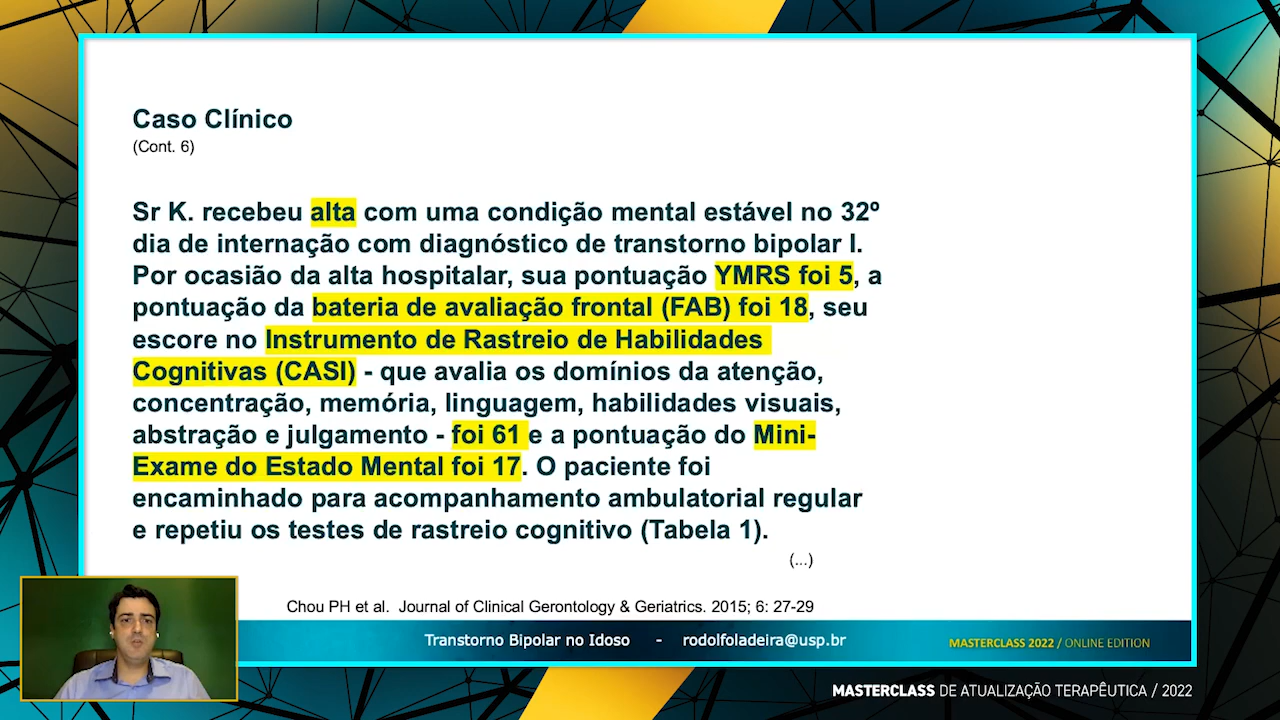 Caso Clínico
(Cont. 6)
Sr K. recebeu alta com uma condição mental estável no 32º
dia de internação com diagnóstico de transtorno bipolar I.
Por ocasião da alta hospitalar, sua pontuação YMRS foi 5, a
pontuação da bateria de avaliação frontal (FAB) foi 18, seu
escore no Instrumento de Rastreio de Habilidades
Cognitivas (CASI) - que avalia os domínios da atenção,
concentração, memória, linguagem, habilidades visuais,
abstração e julgamento - foi 61 e a pontuação do Mini-
Exame do Estado Mental foi 17. O paciente foi
encaminhado para acompanhamento ambulatorial regular
e repetiu os testes de rastreio cognitivo (Tabela 1).
(...)
Chou PH et al. Journal of Clinical Gerontology & Geriatrics. 2015; 6: 27-29
Transtorno Bipolar no Idoso - rodolfoladeira@usp.br
MASTERCLASS 2022 / ONLINE EDITION
MASTERCLASS DE ATUALIZAÇÃO TERAPÊUTICA / 2022